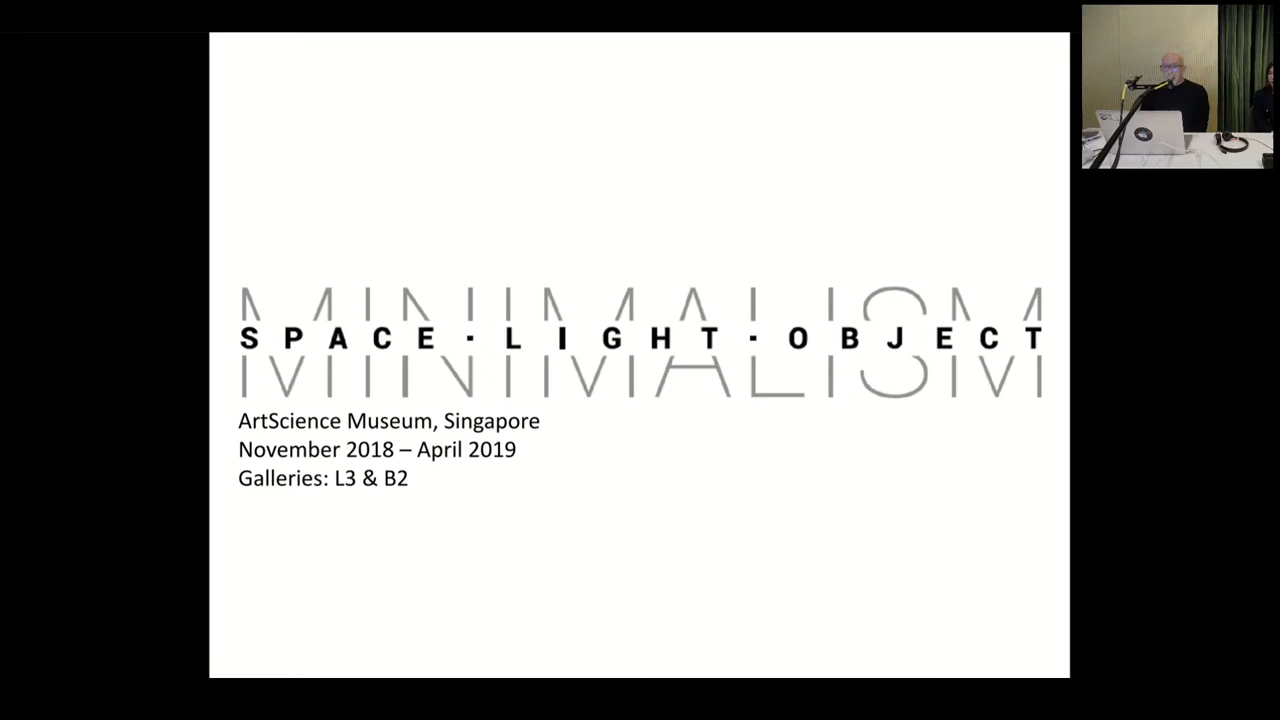 MINIMALISM
SPACE · LIGHT · OBJECT
ArtScience Museum, Singapore
November 2018 – April 2019
Galleries: L3 & B2